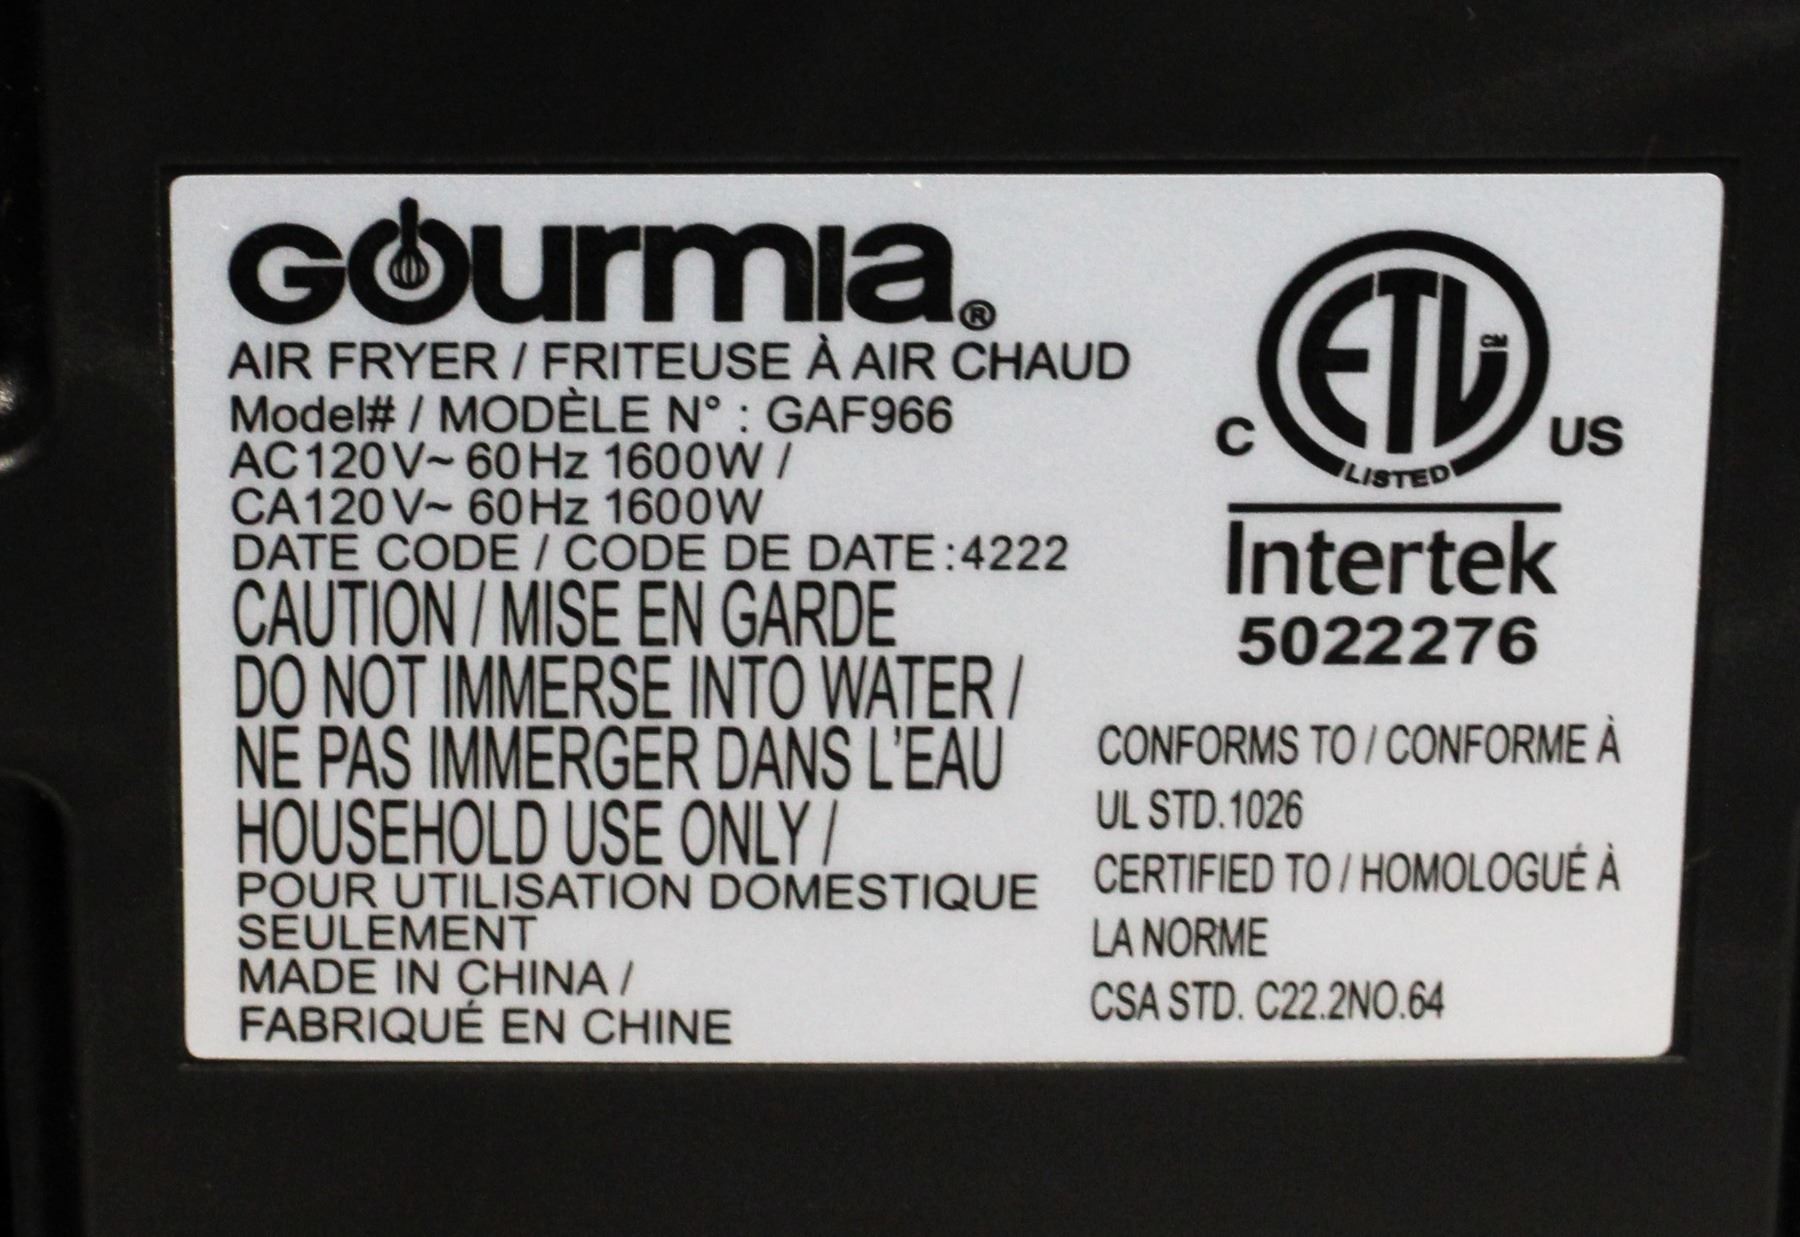 Gourmia®
AIR FRYER / FRITEUSE À AIR CHAUD
Model# / MODÈLE N° : GAF966
AC120V~ 60Hz 1600W /
CA120V~ 60Hz 1600W
DATE CODE / CODE DE DATE:4222
CAUTION / MISE EN GARDE
DO NOT IMMERSE INTO WATER /
NE PAS IMMERGER DANS L'EAU
HOUSEHOLD USE ONLY /
POUR UTILISATION DOMESTIQUE
SEULEMENT
MADE IN CHINA /
FABRIQUÉ EN CHINE
ETL CM
C US
LISTED
Intertek
5022276
CONFORMS TO / CONFORME À
UL STD.1026
CERTIFIED TO / HOMOLOGUÉ À
LA NORME
CSA STD. C22.2NO.64